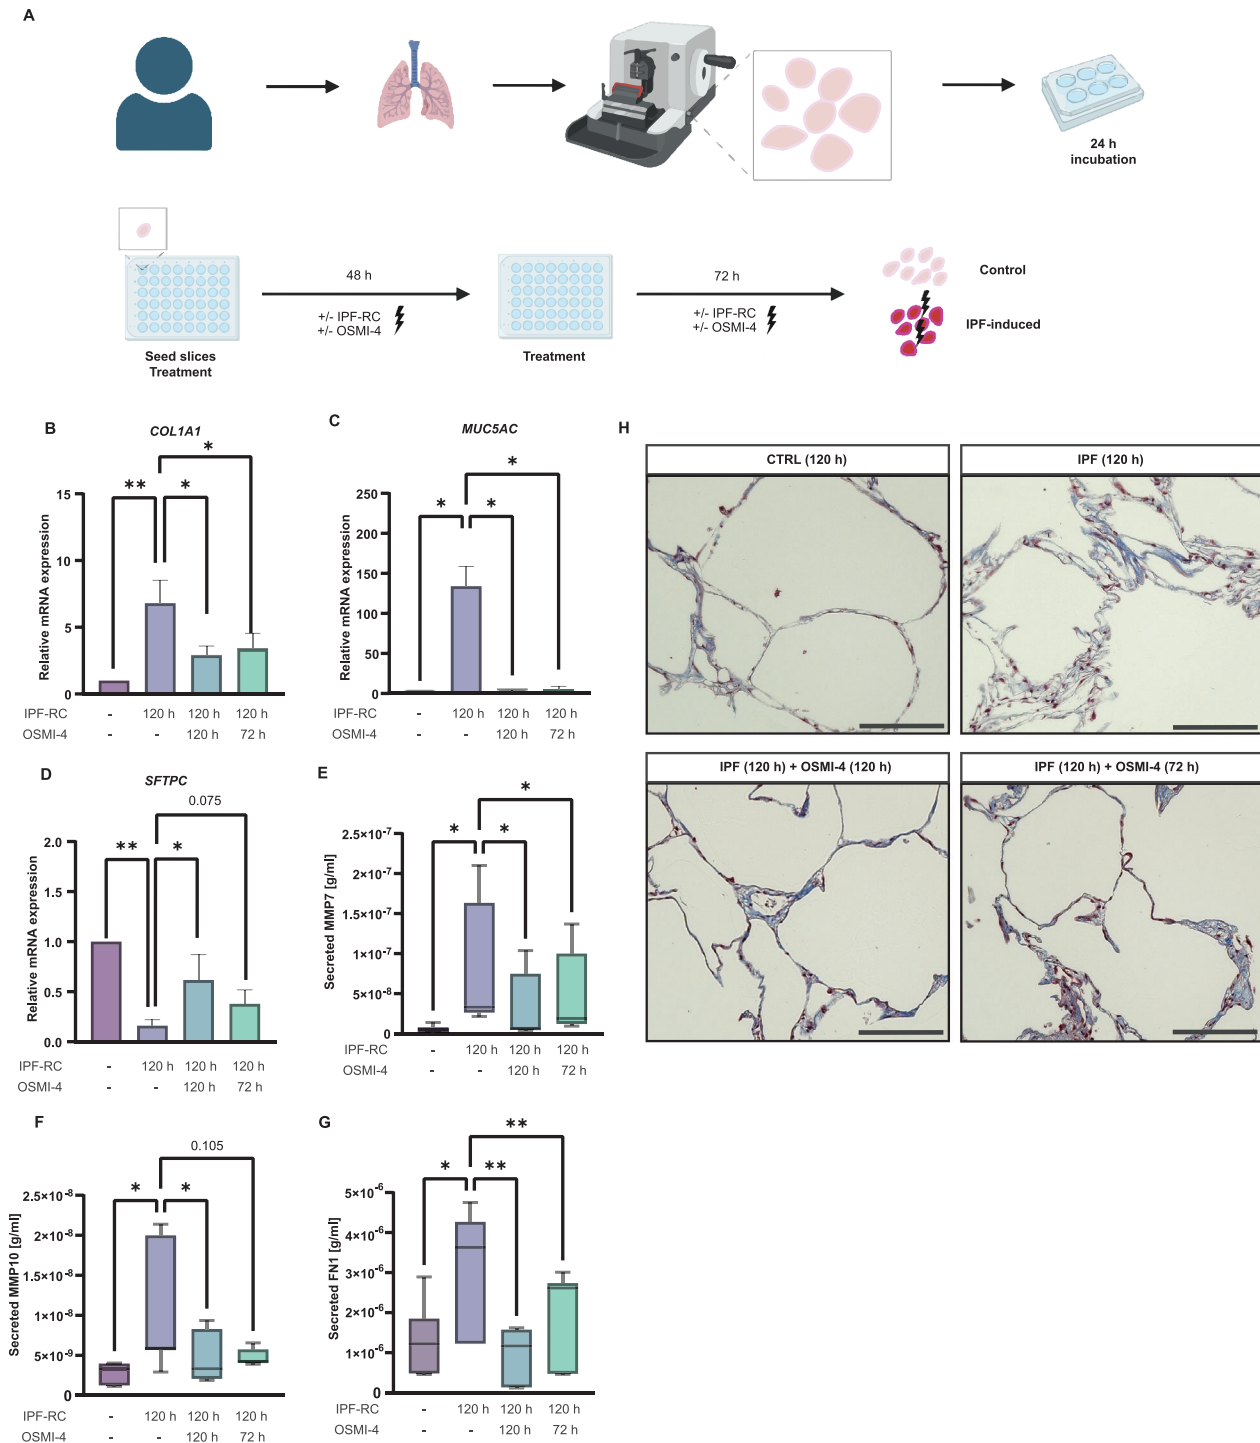 A
24 h
incubation
48 h
+/- IPF-RC
+/- OSMI-4
72 h
+/- IPF-RC
+/- OSMI-4
Control
IPF-induced
Seed slices
Treatment
Treatment
B
COL1A1
*
** *
Relative mRNA expression
15
10
5
0
IPF-RC - 120 h 120 h 120 h
OSMI-4 - - 120 h 72 h
C
MUC5AC
*
* *
Relative mRNA expression
250
200
150
100
50
0
IPF-RC - 120 h 120 h 120 h
OSMI-4 - - 120 h 72 h
D
SFTPC
0.075
** *
Relative mRNA expression
2.0
1.5
1.0
0.5
0.0
IPF-RC - 120 h 120 h 120 h
OSMI-4 - - 120 h 72 h
E
*
* *
Secreted MMP7 [g/ml]
2.5×10⁻⁷
2×10⁻⁷
1.5×10⁻⁷
1×10⁻⁷
5×10⁻⁸
0
IPF-RC - 120 h 120 h 120 h
OSMI-4 - - 120 h 72 h
F
0.105
* *
Secreted MMP10 [g/ml]
2.5×10⁻⁸
2×10⁻⁸
1.5×10⁻⁸
1×10⁻⁸
5×10⁻⁹
0
IPF-RC - 120 h 120 h 120 h
OSMI-4 - - 120 h 72 h
G
**
* **
Secreted FN1 [g/ml]
5×10⁻⁶
4×10⁻⁶
3×10⁻⁶
2×10⁻⁶
1×10⁻⁶
0
IPF-RC - 120 h 120 h 120 h
OSMI-4 - - 120 h 72 h
H
CTRL (120 h)
IPF (120 h)
IPF (120 h) + OSMI-4 (120 h)
IPF (120 h) + OSMI-4 (72 h)